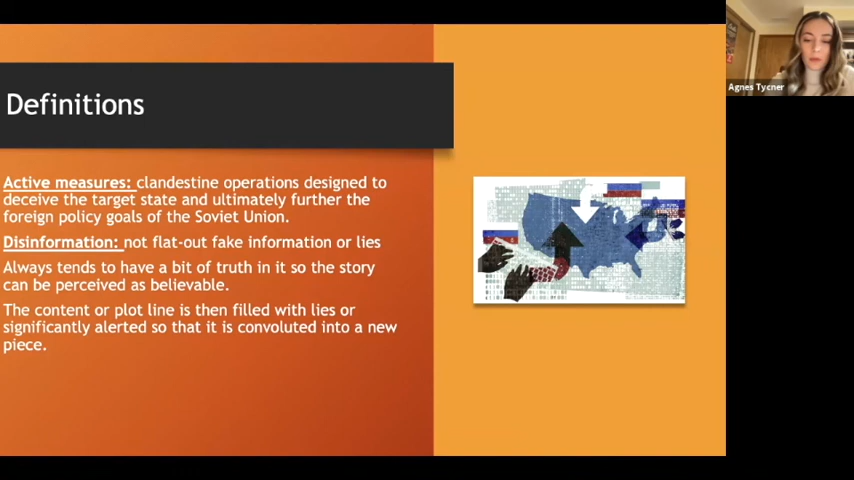 Definitions
Active measures: clandestine operations designed to
deceive the target state and ultimately further the
foreign policy goals of the Soviet Union.
Disinformation: not flat-out fake information or lies
Always tends to have a bit of truth in it so the story
can be perceived as believable.
The content or plot line is then filled with lies or
significantly alerted so that it is convoluted into a new
piece.
Agnes Tycner